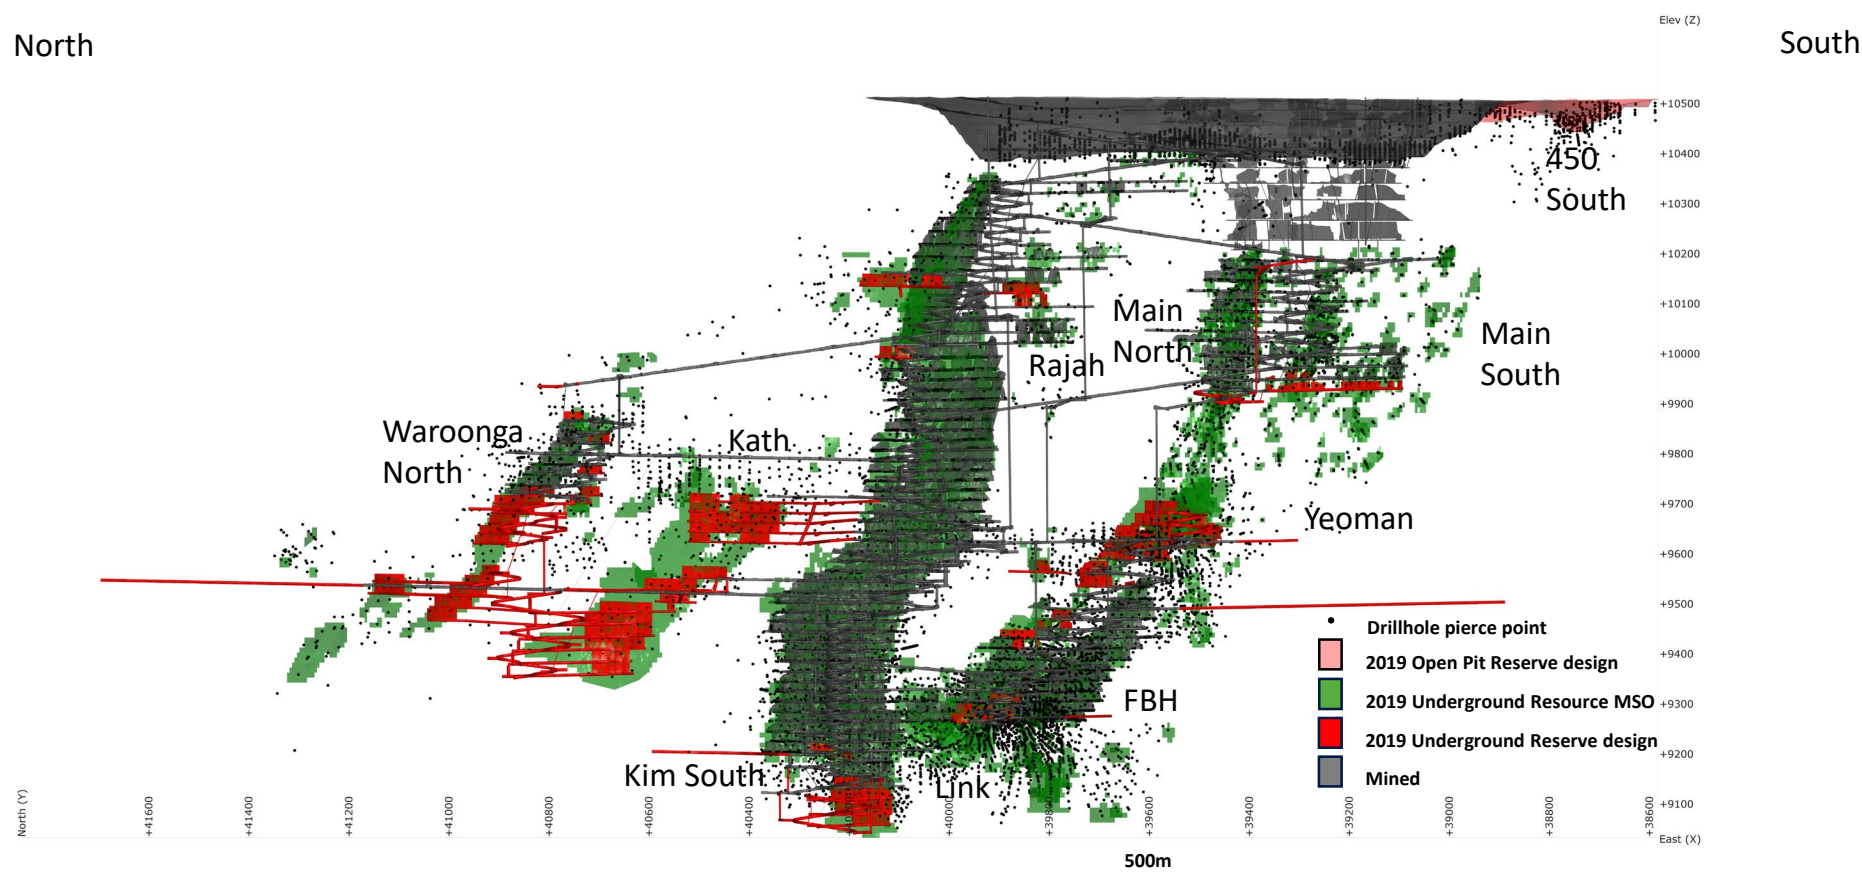 Elev (Z)
North
South
+10500
+10400
450
South
+10300
+10200
+10100
Main
North
Rajah
Main
South
+10000
+9900
Waroonga
North
Kath
+9800
+9700
Yeoman
+9600
+9500
Drillhole pierce point
2019 Open Pit Reserve design
+9400
2019 Underground Resource MSO
+9300
FBH
2019 Underground Reserve design
+9200
Mined
Kim South
Link
+9100
North (Y)
+41600
+41400
+41200
+41000
+40800
+40600
+40400
+40200
+40000
+39800
+39600
+39400
+39200
+39000
+38800
+38600
East (X)
500m